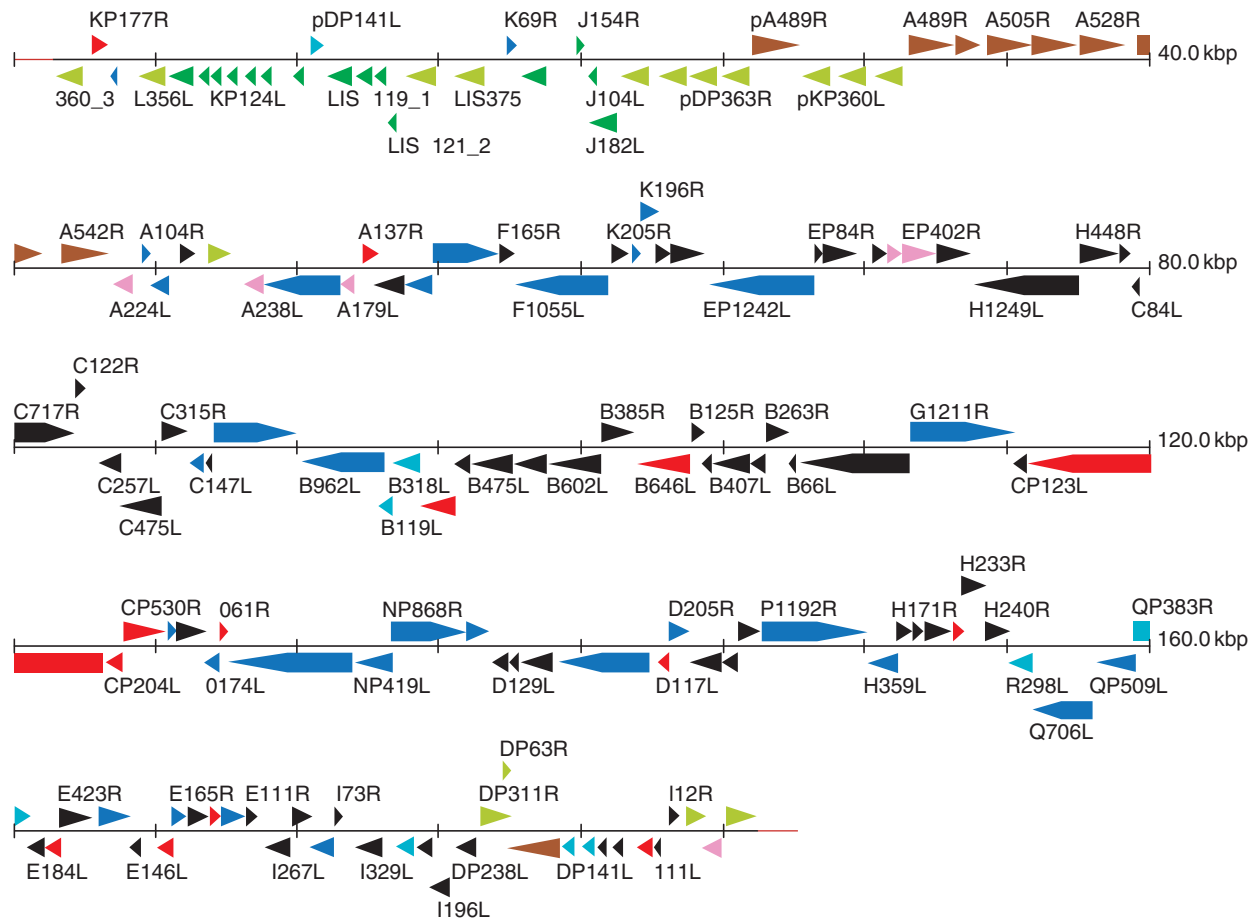 KP177R pDP141L K69R J154R pA489R A489R A505R A528R
40.0 kbp
360_3 L356L KP124L LIS 119_1 LIS375 J104L pDP363R pKP360L
LIS 121_2 J182L
K196R
A542R A104R A137R F165R K205R EP84R EP402R H448R
80.0 kbp
A224L A238L A179L F1055L EP1242L H1249L C84L
C122R
C717R C315R B385R B125R B263R G1211R
120.0 kbp
C257L C147L B962L B318L B475L B602L B646L B407L B66L CP123L
C475L B119L
H233R
CP530R 061R NP868R D205R P1192R H171R H240R QP383R
160.0 kbp
CP204L 0174L NP419L D129L D117L H359L R298L QP509L
Q706L
DP63R
E423R E165R E111R I73R DP311R I12R
E184L E146L I267L I329L DP238L DP141L 111L
I196L